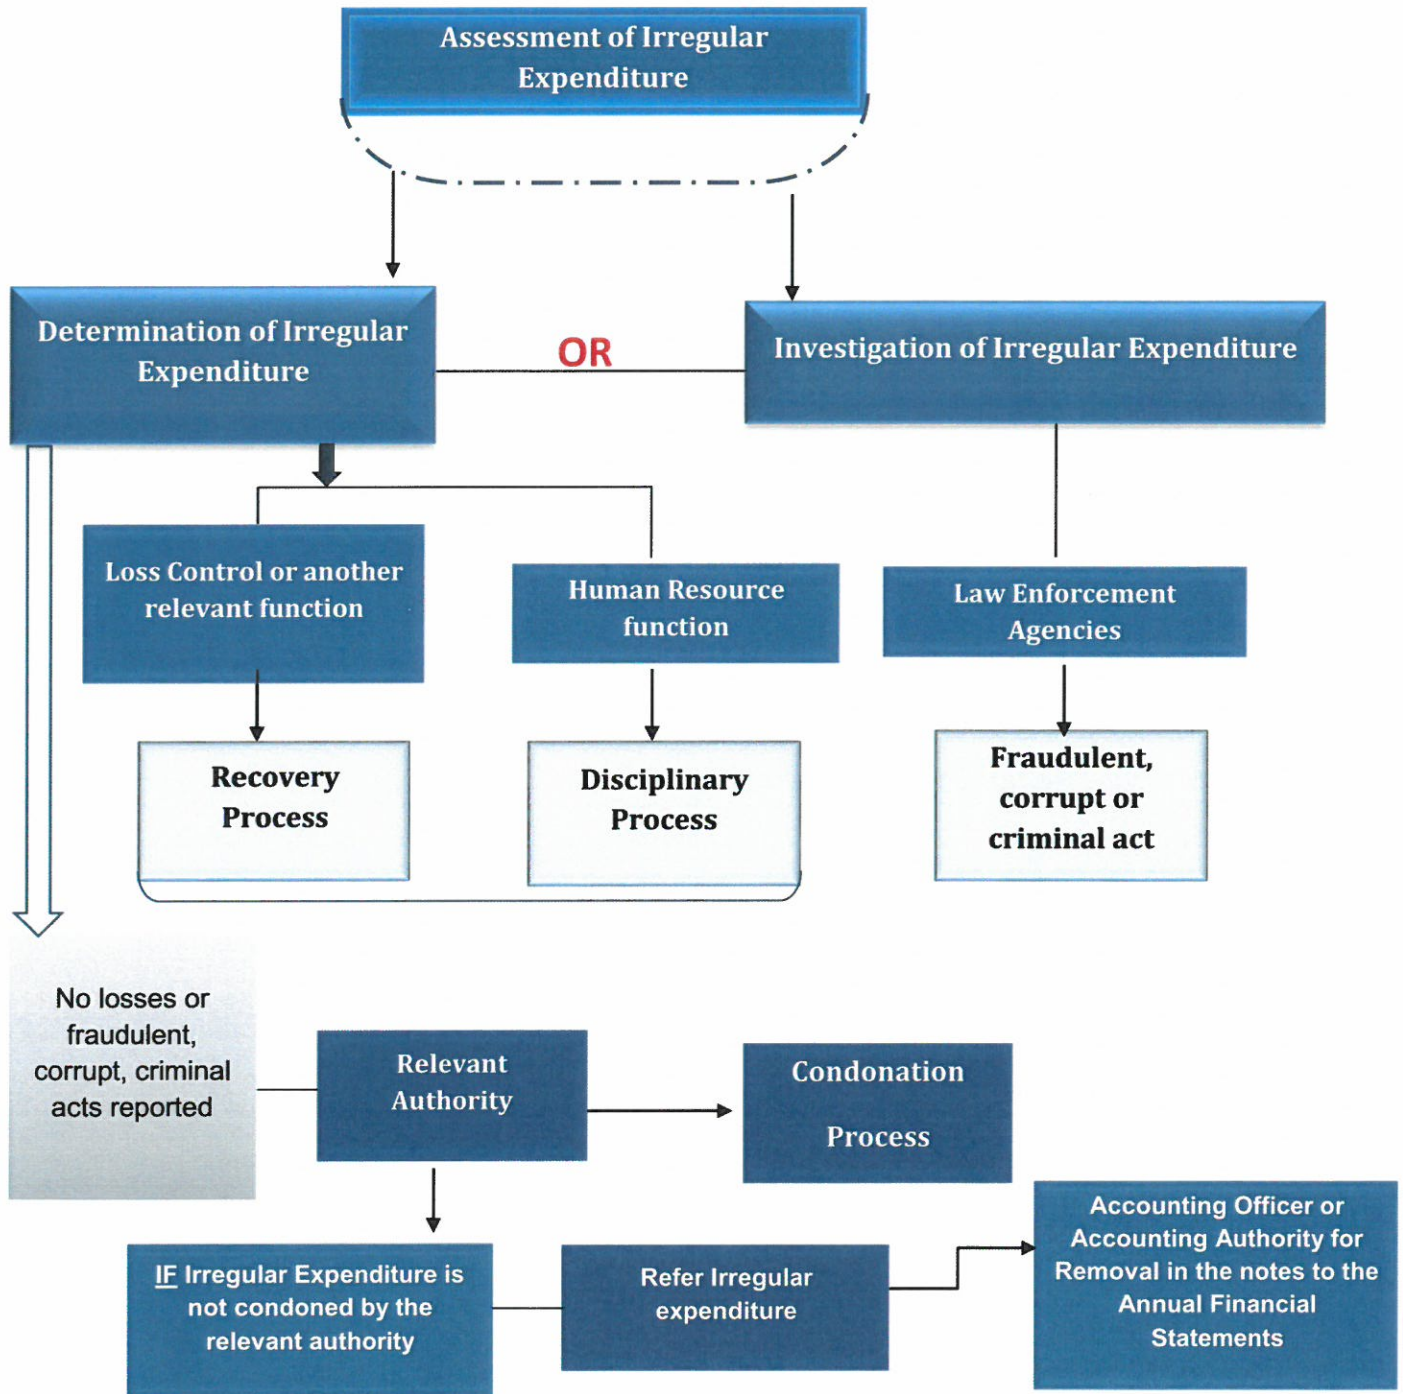 Assessment of Irregular
Expenditure
Determination of Irregular
Expenditure
OR
Investigation of Irregular Expenditure
Loss Control or another
relevant function
Human Resource
function
Law Enforcement
Agencies
Recovery
Process
Disciplinary
Process
Fraudulent,
corrupt or
criminal act
No losses or
fraudulent,
corrupt, criminal
acts reported
Relevant
Authority
Condonation
Process
IF Irregular Expenditure is
not condoned by the
relevant authority
Refer Irregular
expenditure
Accounting Officer or
Accounting Authority for
Removal in the notes to the
Annual Financial
Statements